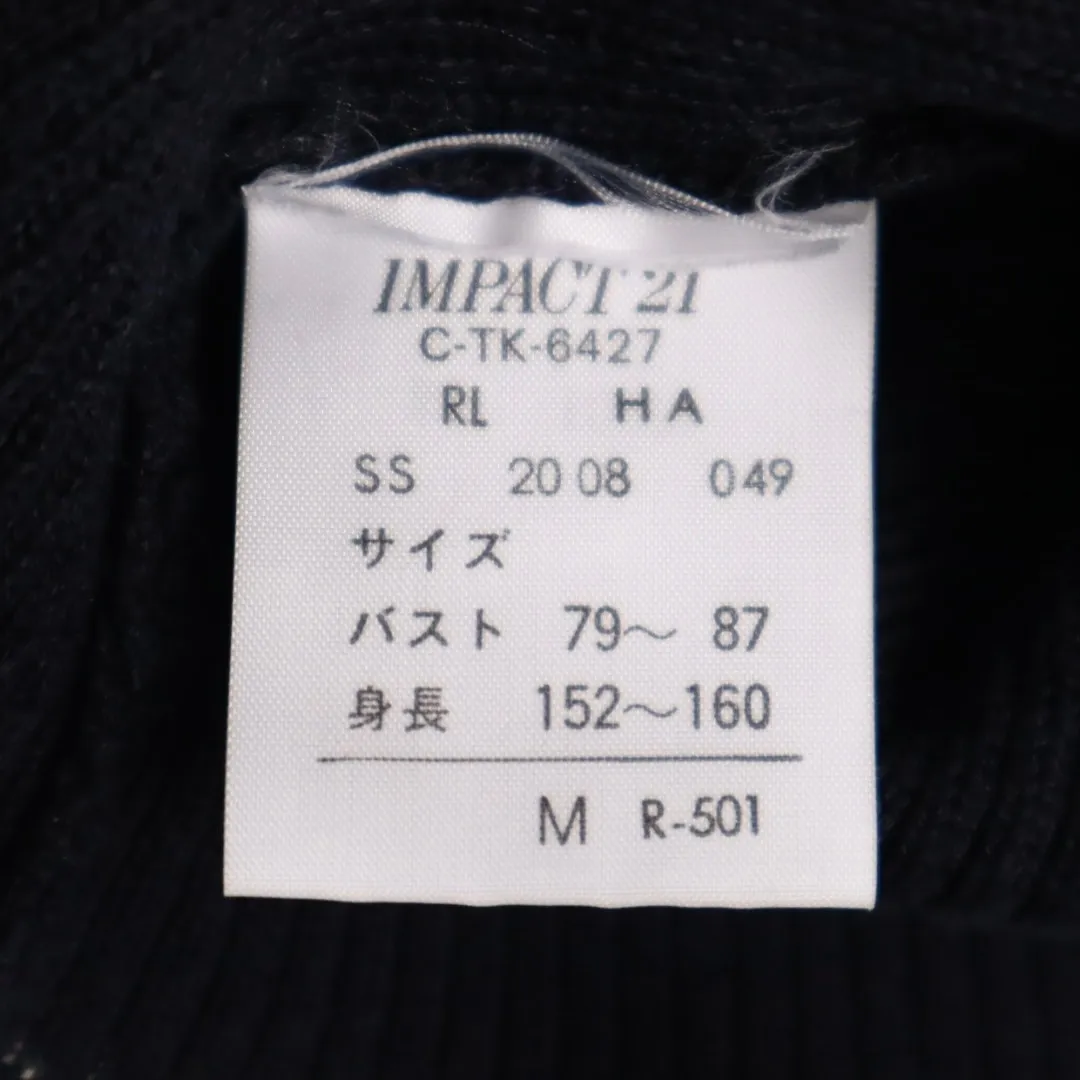 IMPACT 21
C-TK-6427
RL HA
SS 20 08 049
サイズ
バスト 79～ 87
身長 152～160
M R-501